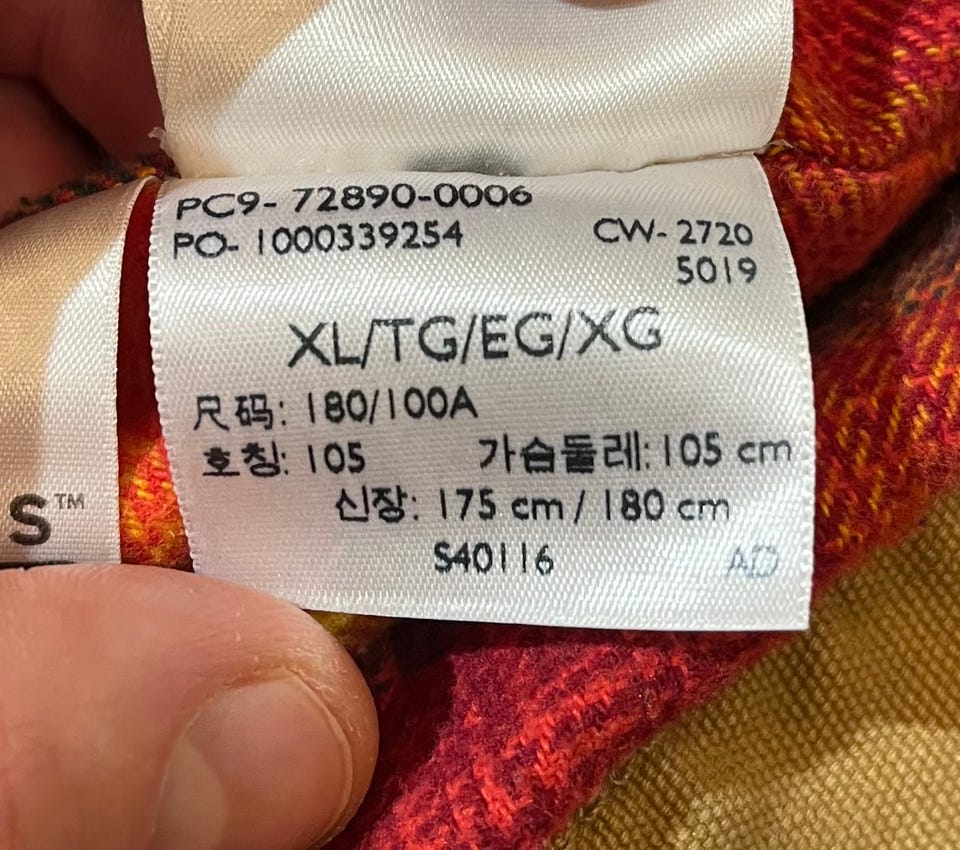 PC9- 72890-0006
PO- 1000339254
CW- 2720
5019
XL/TG/EG/XG
尺码: 180/100A
호칭: 105 가슴둘레: 105 cm
신장: 175 cm / 180 cm
S40116 AD
S™